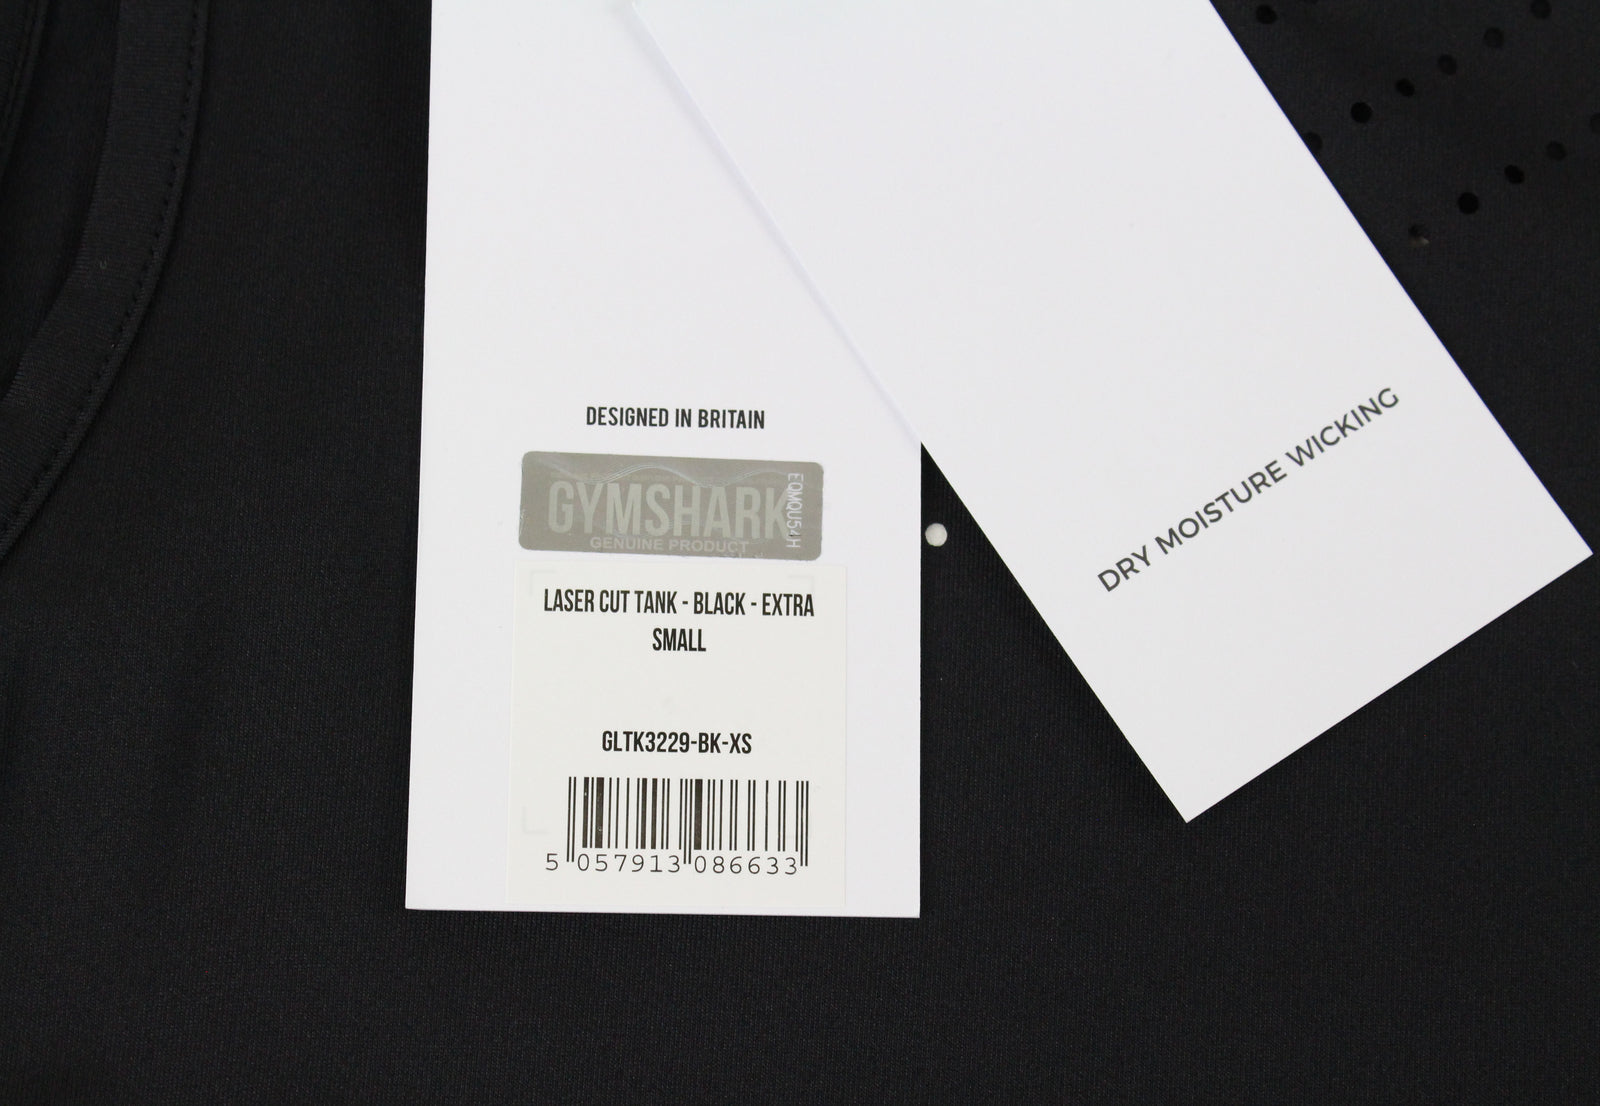 DESIGNED IN BRITAIN
GYMSHARK
GENUINE PRODUCT
EQMQU54H
LASER CUT TANK - BLACK - EXTRA
SMALL
GLTK3229-BK-XS
5 057913 086633
DRY MOISTURE WICKING